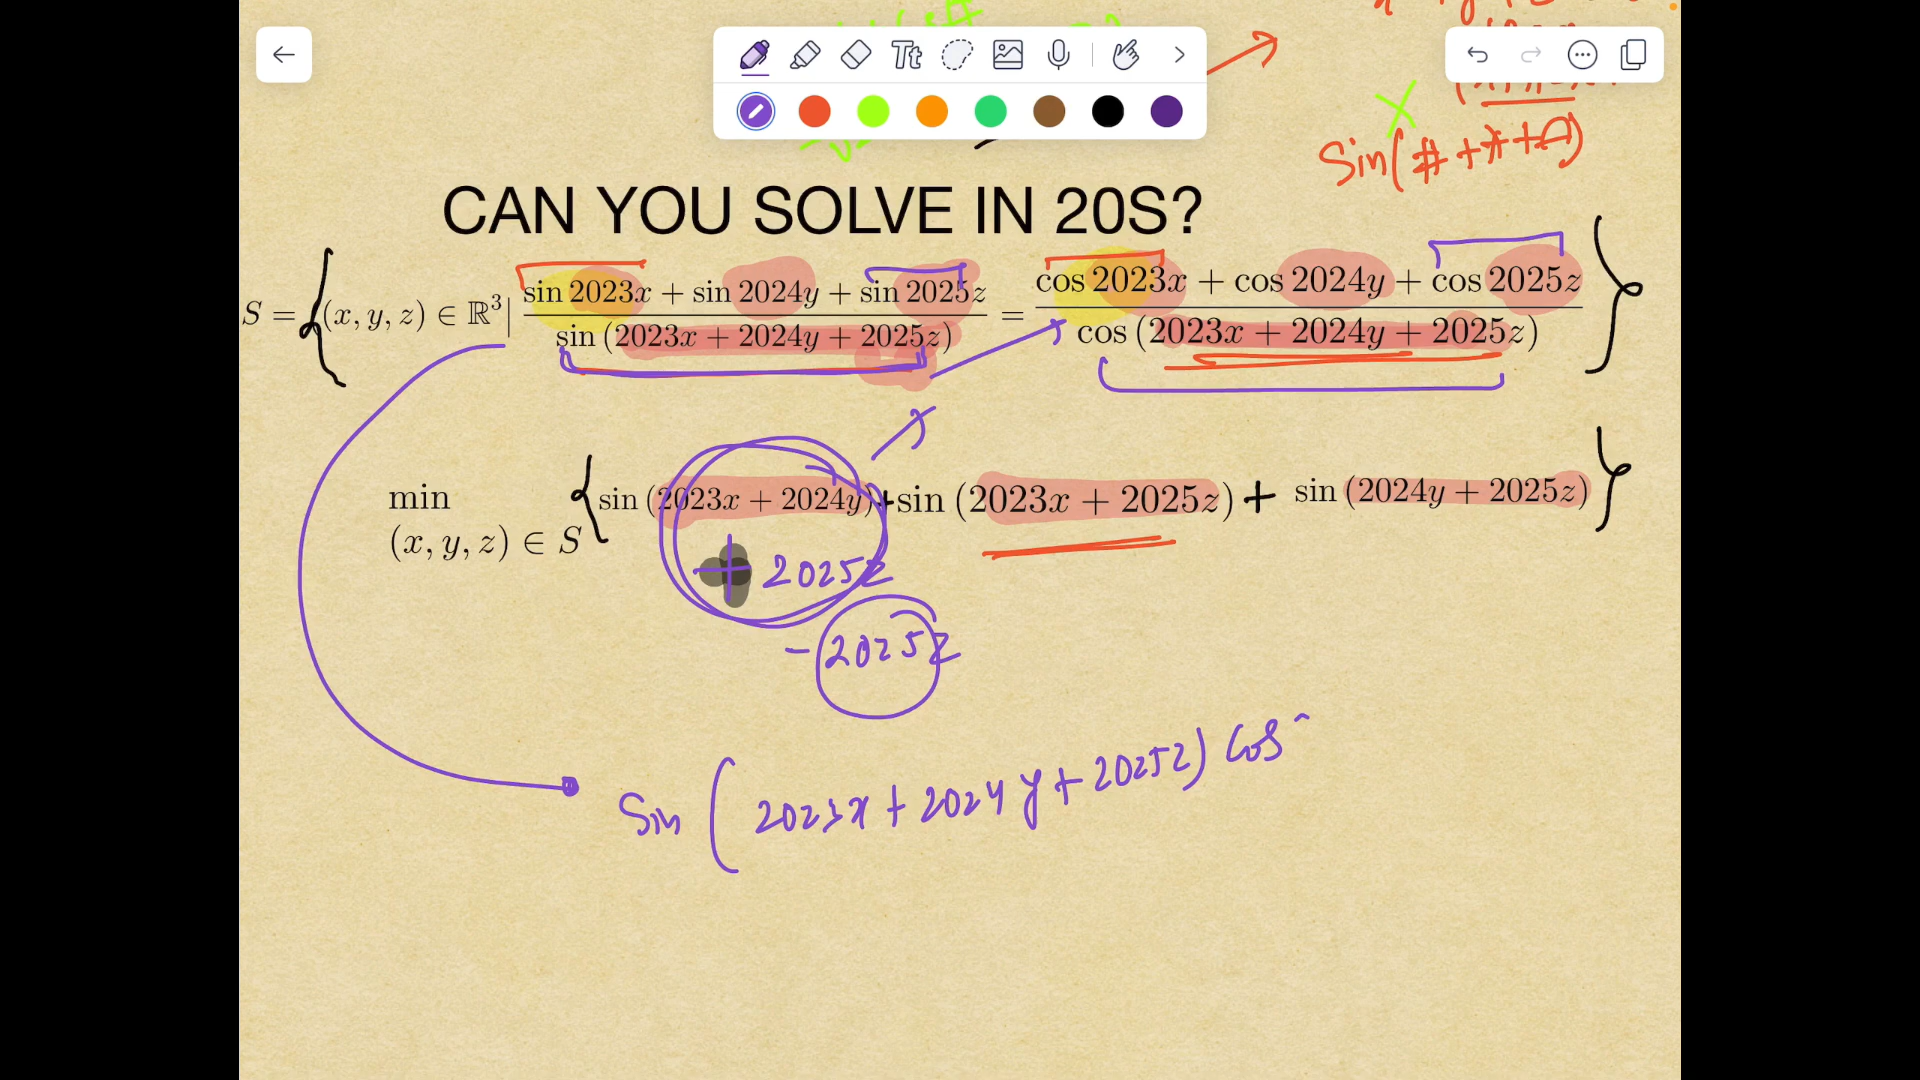 Tt
Sin(# + * + A)
CAN YOU SOLVE IN 20S?
S = {(x, y, z) ∈ ℝ³| (sin 2023x + sin 2024y + sin 2025z) / (sin (2023x + 2024y + 2025z)) = (cos 2023x + cos 2024y + cos 2025z) / (cos (2023x + 2024y + 2025z)) }
min {sin (2023x + 2024y) + sin (2023x + 2025z) + sin (2024y + 2025z) }
(x, y, z) ∈ S
+ 2025z
- 2025z
Sin ( 2023x + 2024y + 2025z) Cos